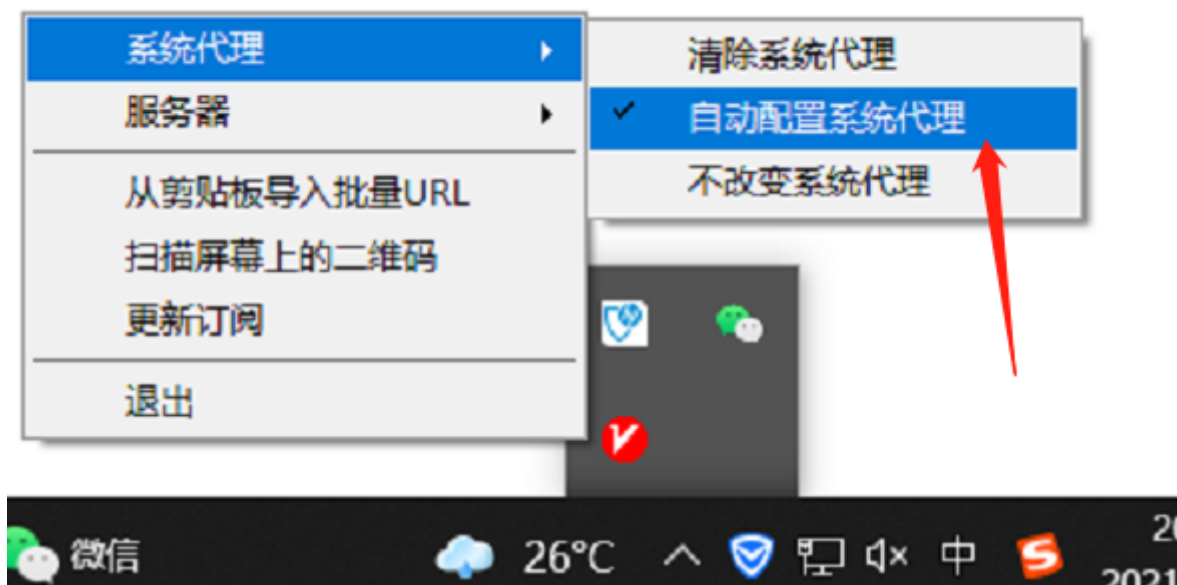 系统代理
服务器
从剪贴板导入批量URL
扫描屏幕上的二维码
更新订阅
退出
清除系统代理
自动配置系统代理
不改变系统代理
微信
26°C
中
20
2021